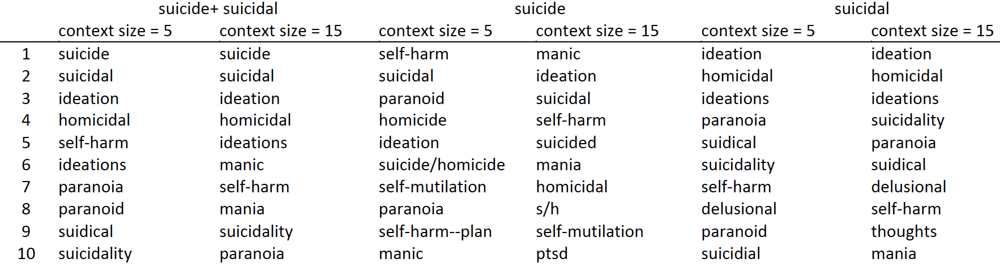 suicide+ suicidal suicide suicidal
context size = 5 context size = 15 context size = 5 context size = 15 context size = 5 context size = 15
1 suicide suicide self-harm manic ideation ideation
2 suicidal suicidal suicidal ideation homicidal homicidal
3 ideation ideation paranoid suicidal ideations ideations
4 homicidal homicidal homicide self-harm paranoia suicidality
5 self-harm ideations ideation suicided suidical paranoia
6 ideations manic suicide/homicide mania suicidality suidical
7 paranoia self-harm self-mutilation homicidal self-harm delusional
8 paranoid mania paranoia s/h delusional self-harm
9 suidical suicidality self-harm--plan self-mutilation paranoid thoughts
10 suicidality paranoia manic ptsd suicidial mania